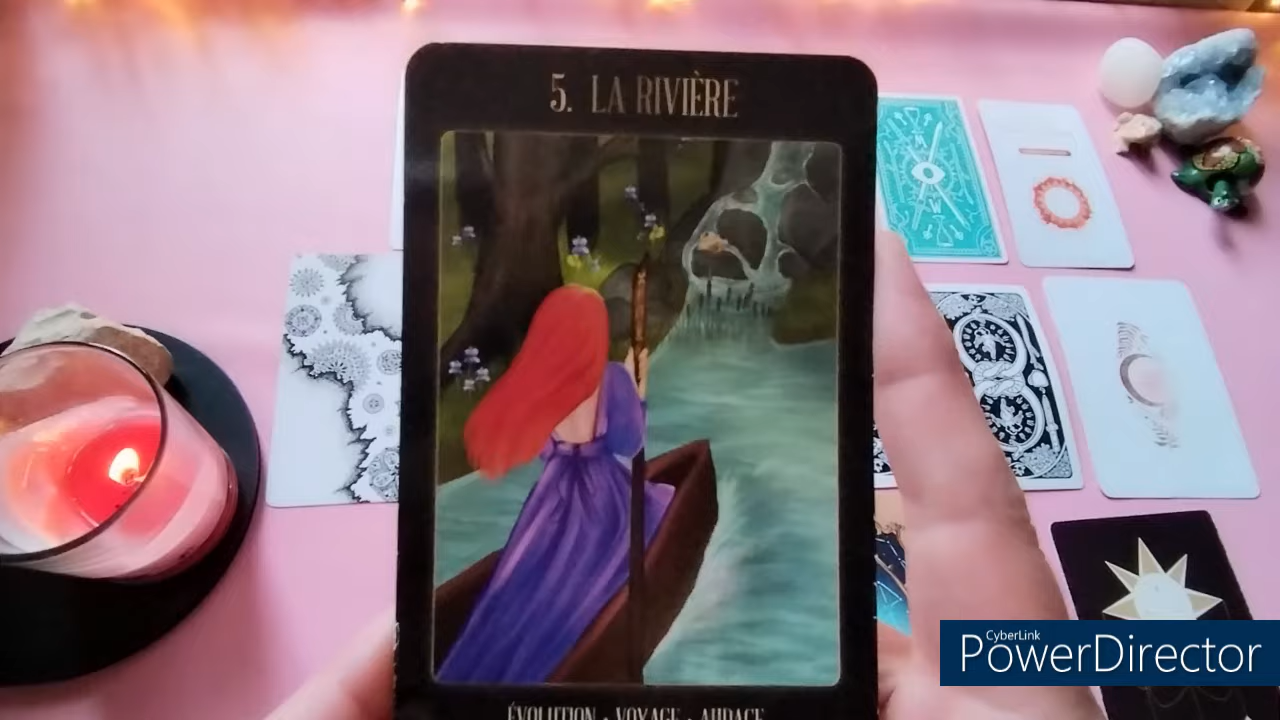 5. LA RIVIÈRE
ÉVOLUTION • VOYAGE • AUDACE
CyberLink
PowerDirector